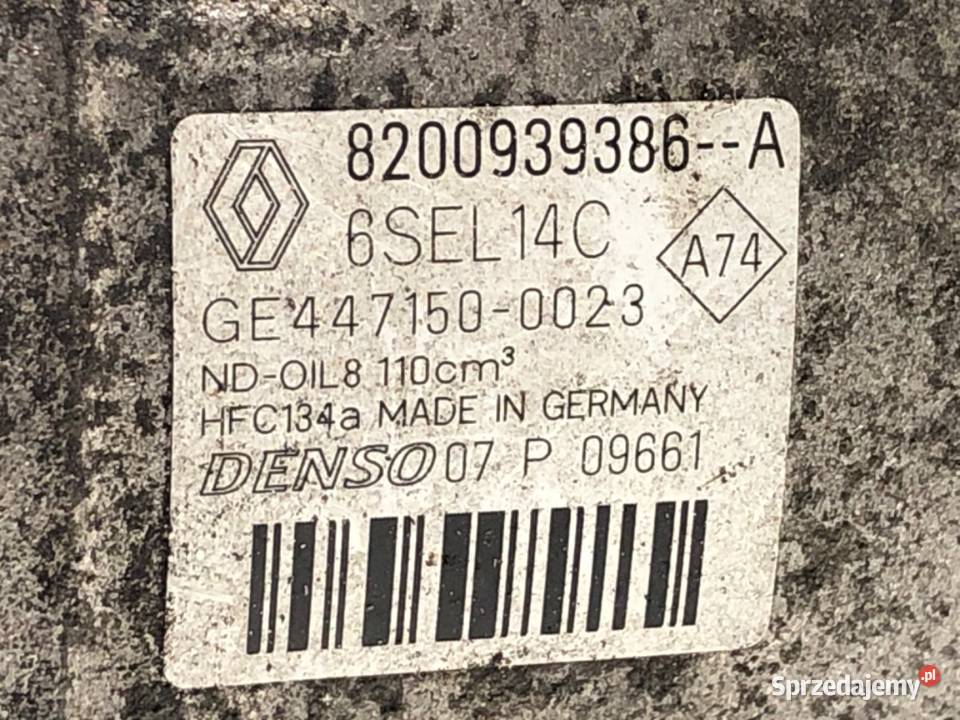 8200939386--A
6SEL14C
A74
GE447150-0023
ND-OIL8 110cm³
HFC134a MADE IN GERMANY
DENSO 07 P 09661
Sprzedajemy.pl